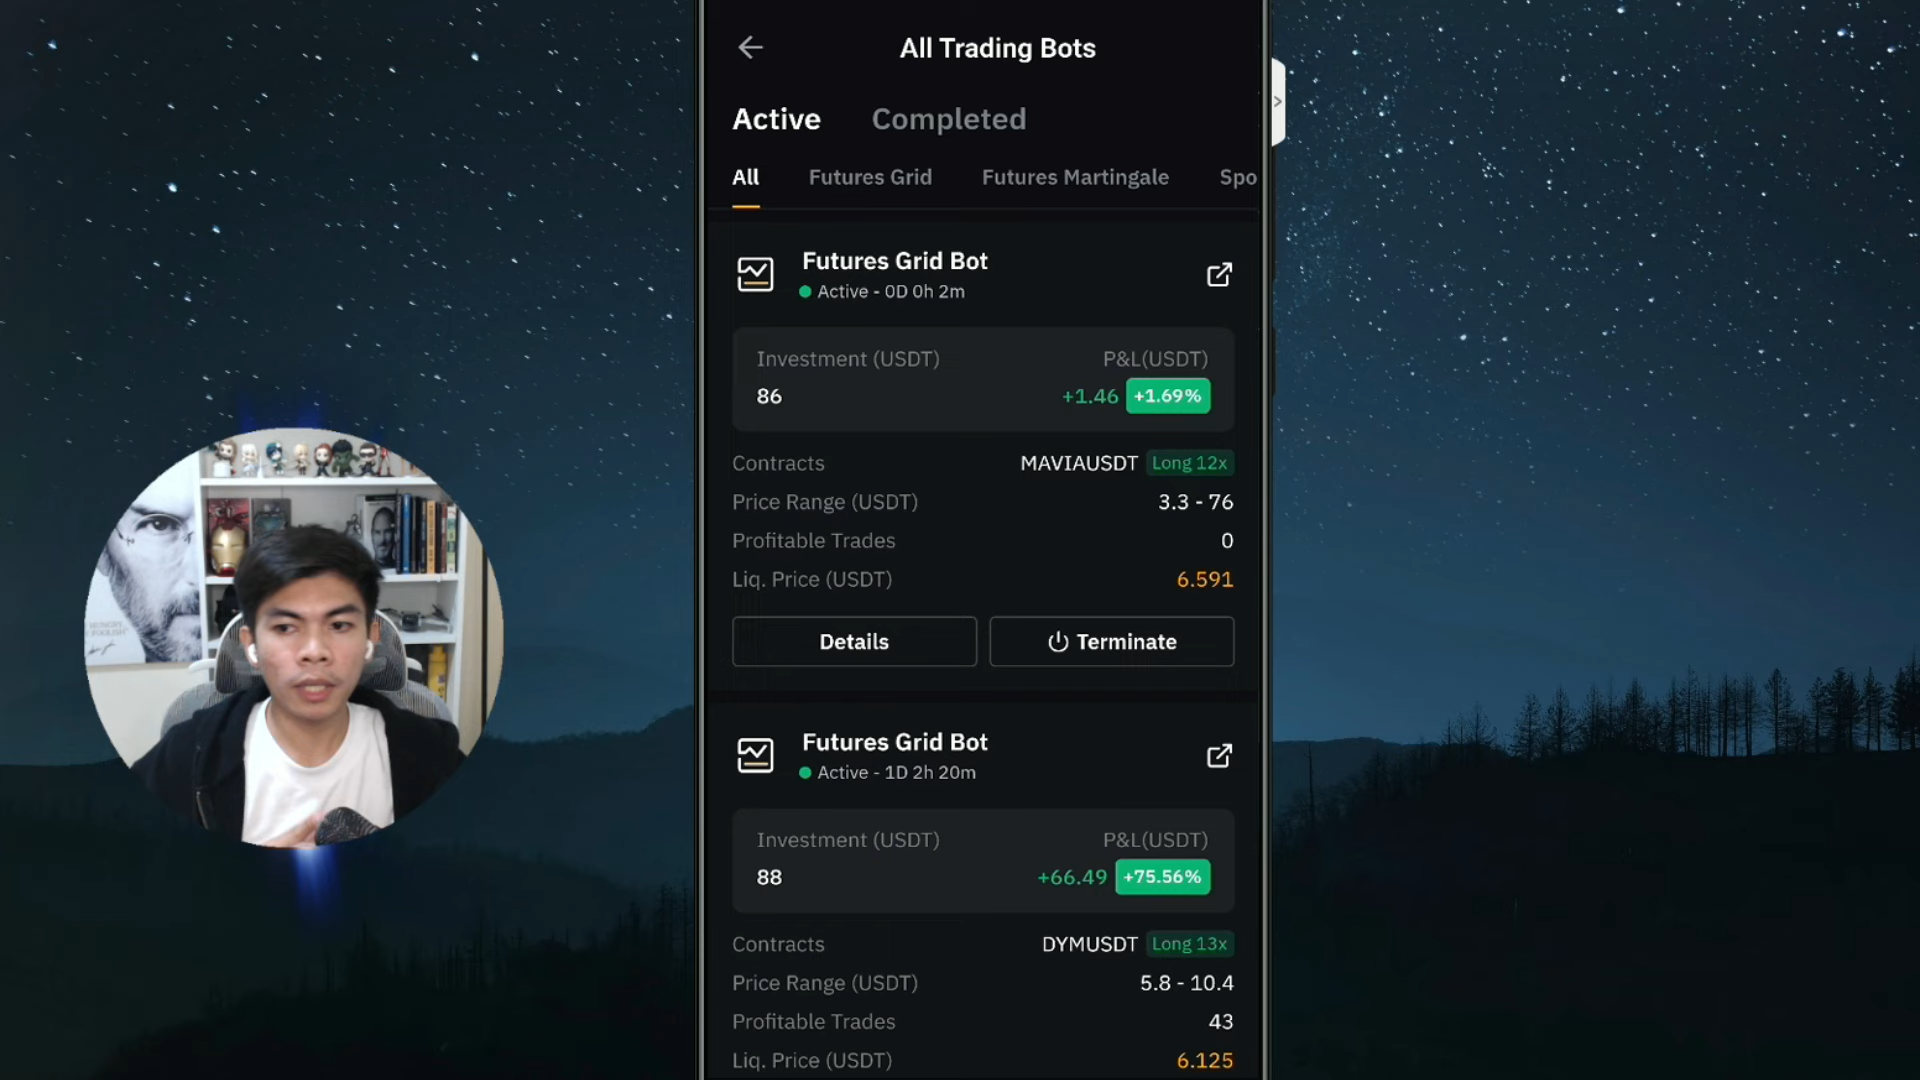 All Trading Bots
Active Completed
All Futures Grid Futures Martingale Spo
Futures Grid Bot
Active - 0D 0h 2m
Investment (USDT) P&L(USDT)
86 +1.46 +1.69%
Contracts MAVIAUSDT Long 12x
Price Range (USDT) 3.3 - 76
Profitable Trades 0
Liq. Price (USDT) 6.591
Details Terminate
Futures Grid Bot
Active - 1D 2h 20m
Investment (USDT) P&L(USDT)
88 +66.49 +75.56%
Contracts DYMUSDT Long 13x
Price Range (USDT) 5.8 - 10.4
Profitable Trades 43
Liq. Price (USDT) 6.125